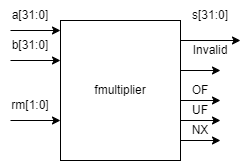 a[31:0]
s[31:0]
b[31:0]
Invalid
fmultiplier
OF
rm[1:0]
UF
NX